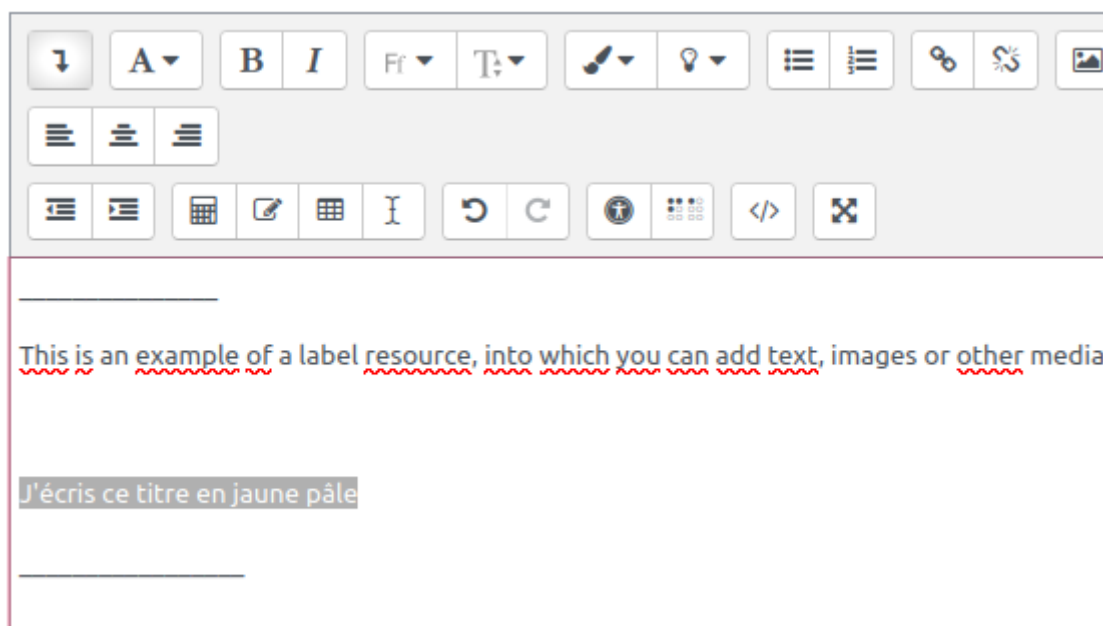 A B I Ff T
</>
_______________
This is an example of a label resource, into which you can add text, images or other media
J'écris ce titre en jaune pâle
_________________